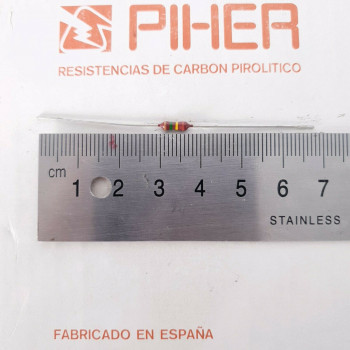 PIHER
RESISTENCIAS DE CARBON PIROLITICO
cm 1 2 3 4 5 6 7
STAINLESS
FABRICADO EN ESPAÑA